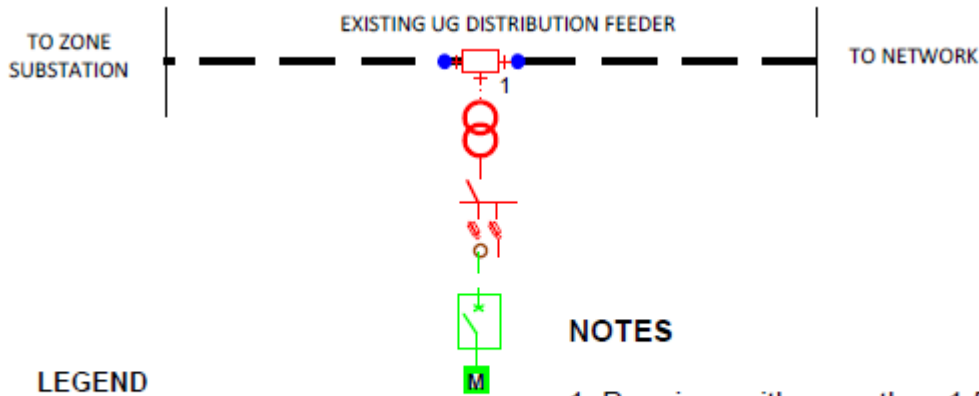 EXISTING UG DISTRIBUTION FEEDER
TO ZONE
SUBSTATION
TO NETWORK
1
NOTES
LEGEND
M